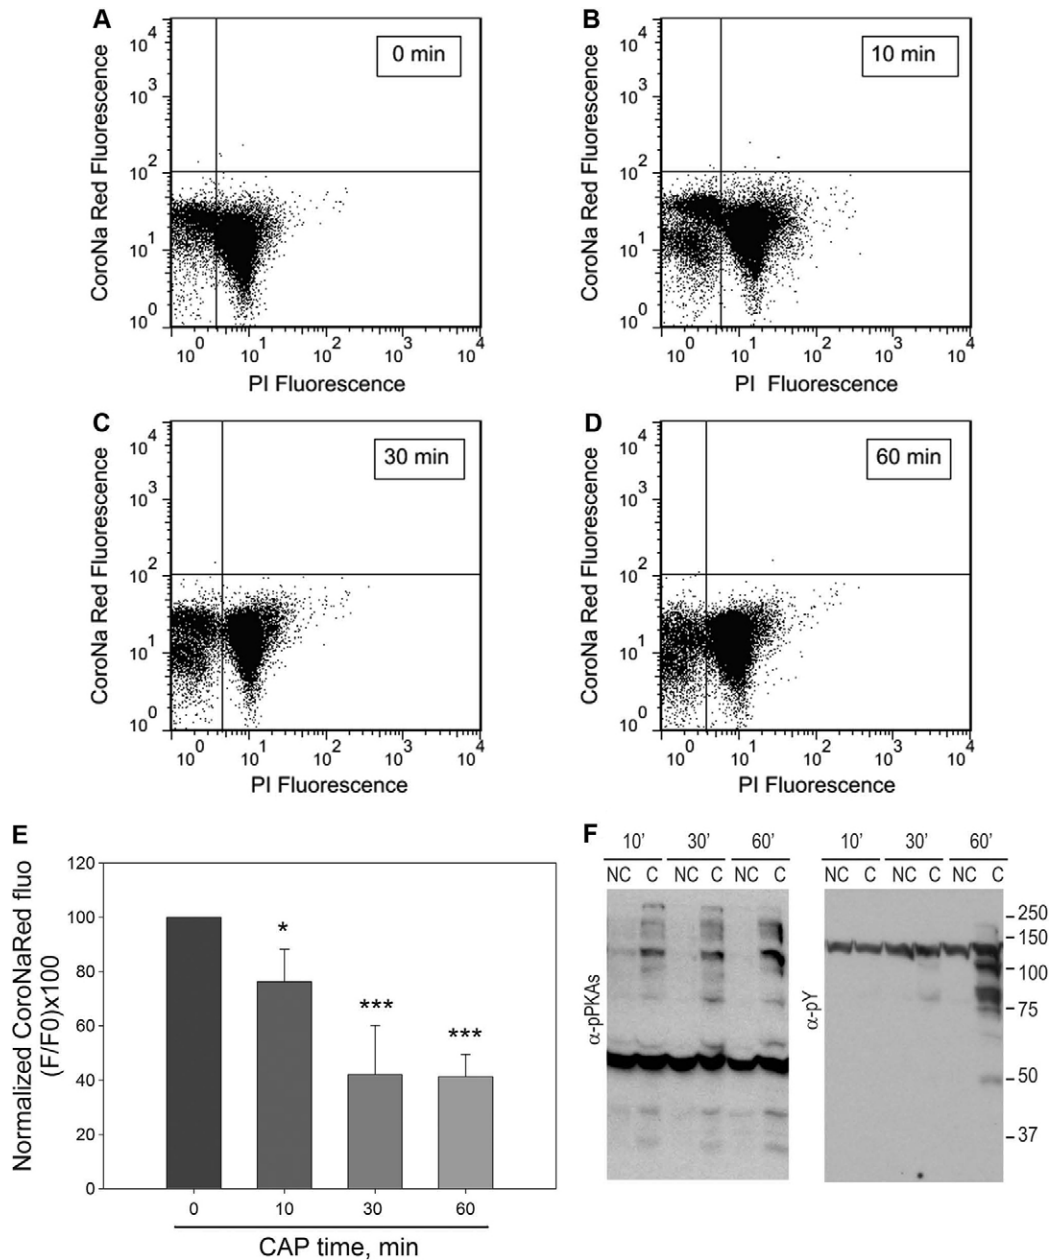 A
0 min
CoroNa Red Fluorescence
10^4
10^3
10^2
10^1
10^0
10
10^0 10^1 10^2 10^3 10^4
PI Fluorescence
B
10 min
CoroNa Red Fluorescence
10^4
10^3
10^2
10^1
10^0
10
10^0 10^1 10^2 10^3 10^4
PI Fluorescence
C
30 min
CoroNa Red Fluorescence
10^4
10^3
10^2
10^1
10^0
10
10^0 10^1 10^2 10^3 10^4
PI Fluorescence
D
60 min
CoroNa Red Fluorescence
10^4
10^3
10^2
10^1
10^0
10
10^0 10^1 10^2 10^3 10^4
PI Fluorescence
E
Normalized CoroNaRed fluo
(F/F0)x100
120
100
80
60
40
20
0
*
***
***
0 10 30 60
CAP time, min
F
10' 30' 60'
NC C NC C NC C
α-pPKAs
10' 30' 60'
NC C NC C NC C
α-pY
250
150
100
75
50
37